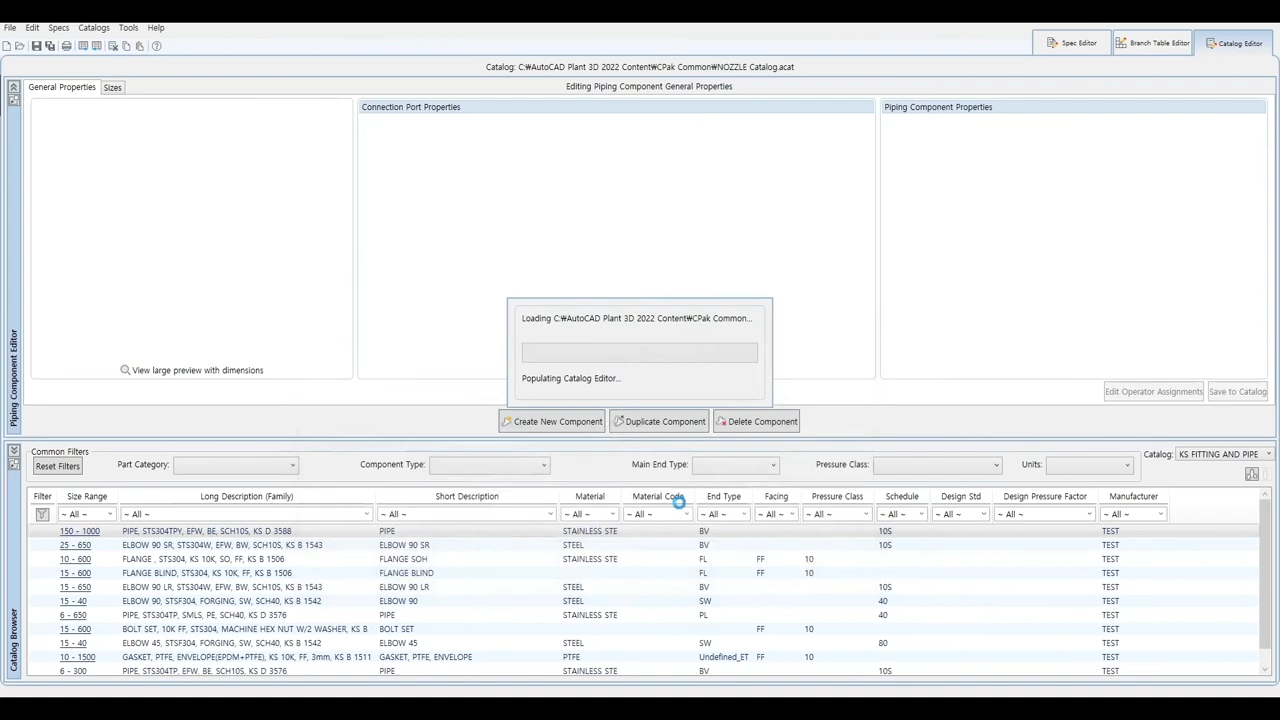 File Edit Specs Catalogs Tools Help
Spec Editor Branch Table Editor Catalog Editor
Catalog: C:₩AutoCAD Plant 3D 2022 Content₩CPak Common₩NOZZLE Catalog.acat
General Properties Sizes Editing Piping Component General Properties
Connection Port Properties Piping Component Properties
Piping Component Editor
Loading C:₩AutoCAD Plant 3D 2022 Content₩CPak Common...
View large preview with dimensions
Populating Catalog Editor...
Edit Operator Assignments Save to Catalog
Create New Component Duplicate Component Delete Component
Common Filters
Catalog: KS FITTING AND PIPE
Reset Filters Part Category: Component Type: Main End Type: Pressure Class: Units:
Filter Size Range Long Description (Family) Short Description Material Material Code End Type Facing Pressure Class Schedule Design Std Design Pressure Factor Manufacturer
~ All ~ ~ All ~ ~ All ~ ~ All ~ ~ All ~ ~ All ~ ~ All ~ ~ All ~ ~ All ~ ~ All ~ ~ All ~ ~ All ~
150 - 1000 PIPE, STS304TPY, EFW, BE, SCH10S, KS D 3588 PIPE STAINLESS STE BV 10S TEST
25 - 650 ELBOW 90 SR, STS304W, EFW, BW, SCH10S, KS B 1543 ELBOW 90 SR STEEL BV 10S TEST
10 - 600 FLANGE , STS304, KS 10K, SO, FF, KS B 1506 FLANGE SOH STAINLESS STE FL FF 10 TEST
15 - 600 FLANGE BLIND, STS304, KS 10K, FF, KS B 1506 FLANGE BLIND FL FF 10 TEST
15 - 650 ELBOW 90 LR, STS304W, EFW, BW, SCH10S, KS B 1543 ELBOW 90 LR STEEL BV 10S TEST
15 - 40 ELBOW 90, STSF304, FORGING, SW, SCH40, KS B 1542 ELBOW 90 STEEL SW 40 TEST
6 - 650 PIPE, STS304TP, SMLS, PE, SCH40, KS D 3576 PIPE STAINLESS STE PL 40 TEST
15 - 600 BOLT SET, 10K FF, STS304, MACHINE HEX NUT W/2 WASHER, KS B BOLT SET FF 10 TEST
15 - 40 ELBOW 45, STSF304, FORGING, SW, SCH40, KS B 1542 ELBOW 45 STEEL SW 80 TEST
10 - 1500 GASKET, PTFE, ENVELOPE(EPDM+PTFE), KS 10K, FF, 3mm, KS B 1511 GASKET, PTFE, ENVELOPE PTFE Undefined_ET FF 10 TEST
6 - 300 PIPE, STS304TP, EFW, BE, SCH10S, KS D 3576 PIPE STAINLESS STE BV 10S TEST
Catalog Browser